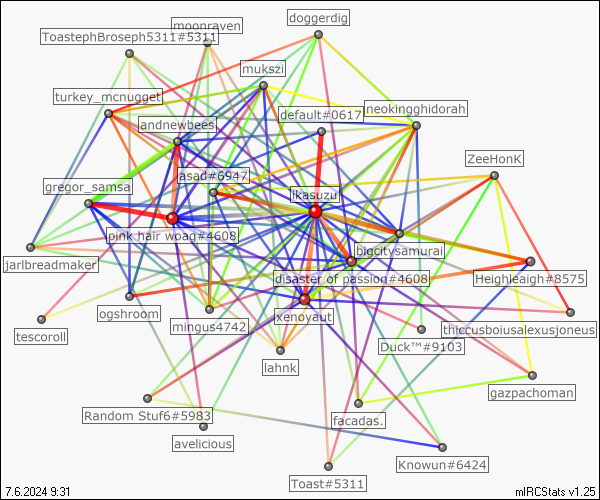 doggerdig
moonraven
ToastephBroseph5311#5311
mukszi
turkey_mcnugget
default#0617
neokingghidorah
andnewbees
ZeeHonK
asad#6947
gregor_samsa
ikasuzul
pink hair woag#4608
bigcitysamurai
jarlbreadmaker
disaster of passion#4608
Heighleaigh#8575
ogshroom
mingus4742
xenoyaut
thiccusboiusalexusjoneus
tescoroll
Duck™#9103
lahnk
gazpachoman
Random Stuf6#5983
facadas.
avelicious
Knowun#6424
Toast#5311
7.6.2024 9:31
mIRCStats v1.25